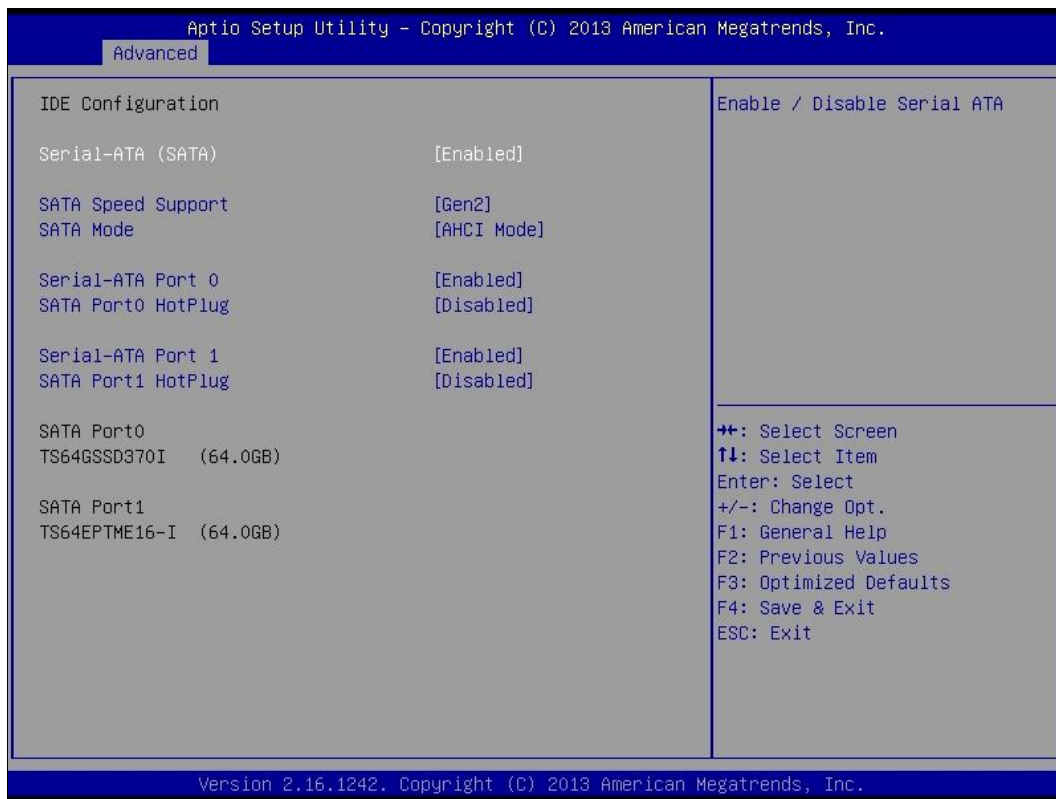 Aptio Setup Utility – Copyright (C) 2013 American Megatrends, Inc.
Advanced
IDE Configuration
Serial-ATA (SATA) [Enabled]
SATA Speed Support [Gen2]
SATA Mode [AHCI Mode]
Serial-ATA Port 0 [Enabled]
SATA Port0 HotPlug [Disabled]
Serial-ATA Port 1 [Enabled]
SATA Port1 HotPlug [Disabled]
SATA Port0
TS64GSSD370I (64.0GB)
SATA Port1
TS64EPTME16-I (64.0GB)
Enable / Disable Serial ATA
→←: Select Screen
↑↓: Select Item
Enter: Select
+/-: Change Opt.
F1: General Help
F2: Previous Values
F3: Optimized Defaults
F4: Save & Exit
ESC: Exit
Version 2.16.1242. Copyright (C) 2013 American Megatrends, Inc.